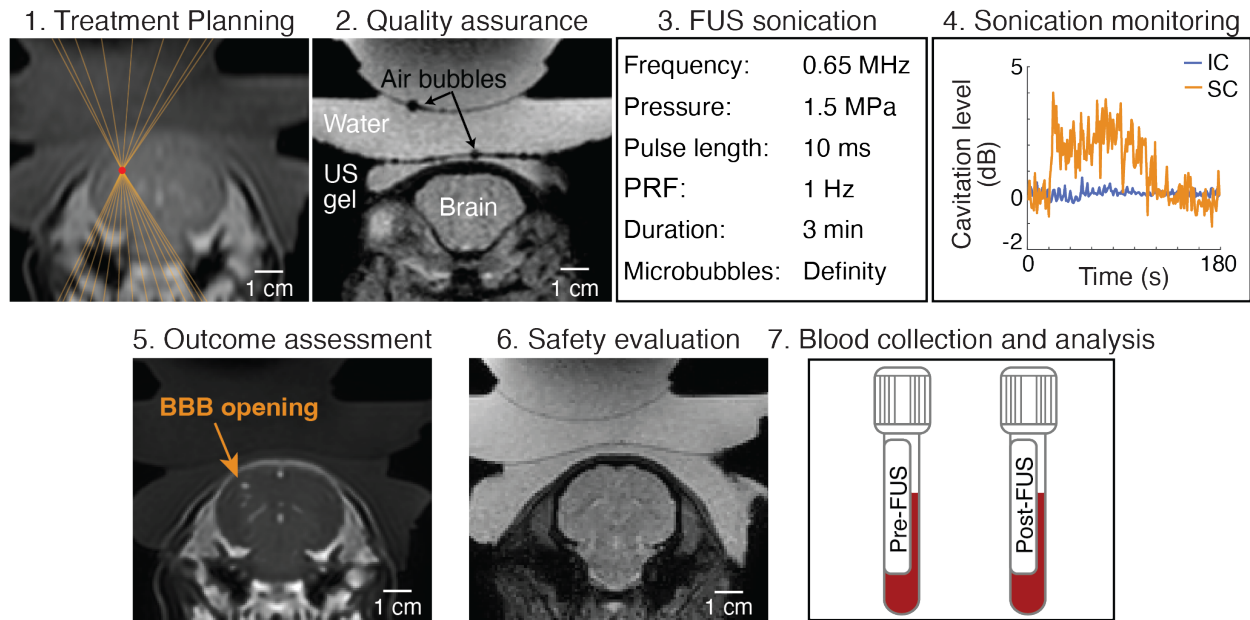 1. Treatment Planning
1 cm
2. Quality assurance
Air bubbles
Water
US
gel
Brain
1 cm
3. FUS sonication
Frequency: 0.65 MHz
Pressure: 1.5 MPa
Pulse length: 10 ms
PRF: 1 Hz
Duration: 3 min
Microbubbles: Definity
4. Sonication monitoring
IC
SC
Cavitation level
(dB)
5
0
-2
0
180
Time (s)
5. Outcome assessment
BBB opening
1 cm
6. Safety evaluation
1 cm
7. Blood collection and analysis
Pre-FUS
Post-FUS